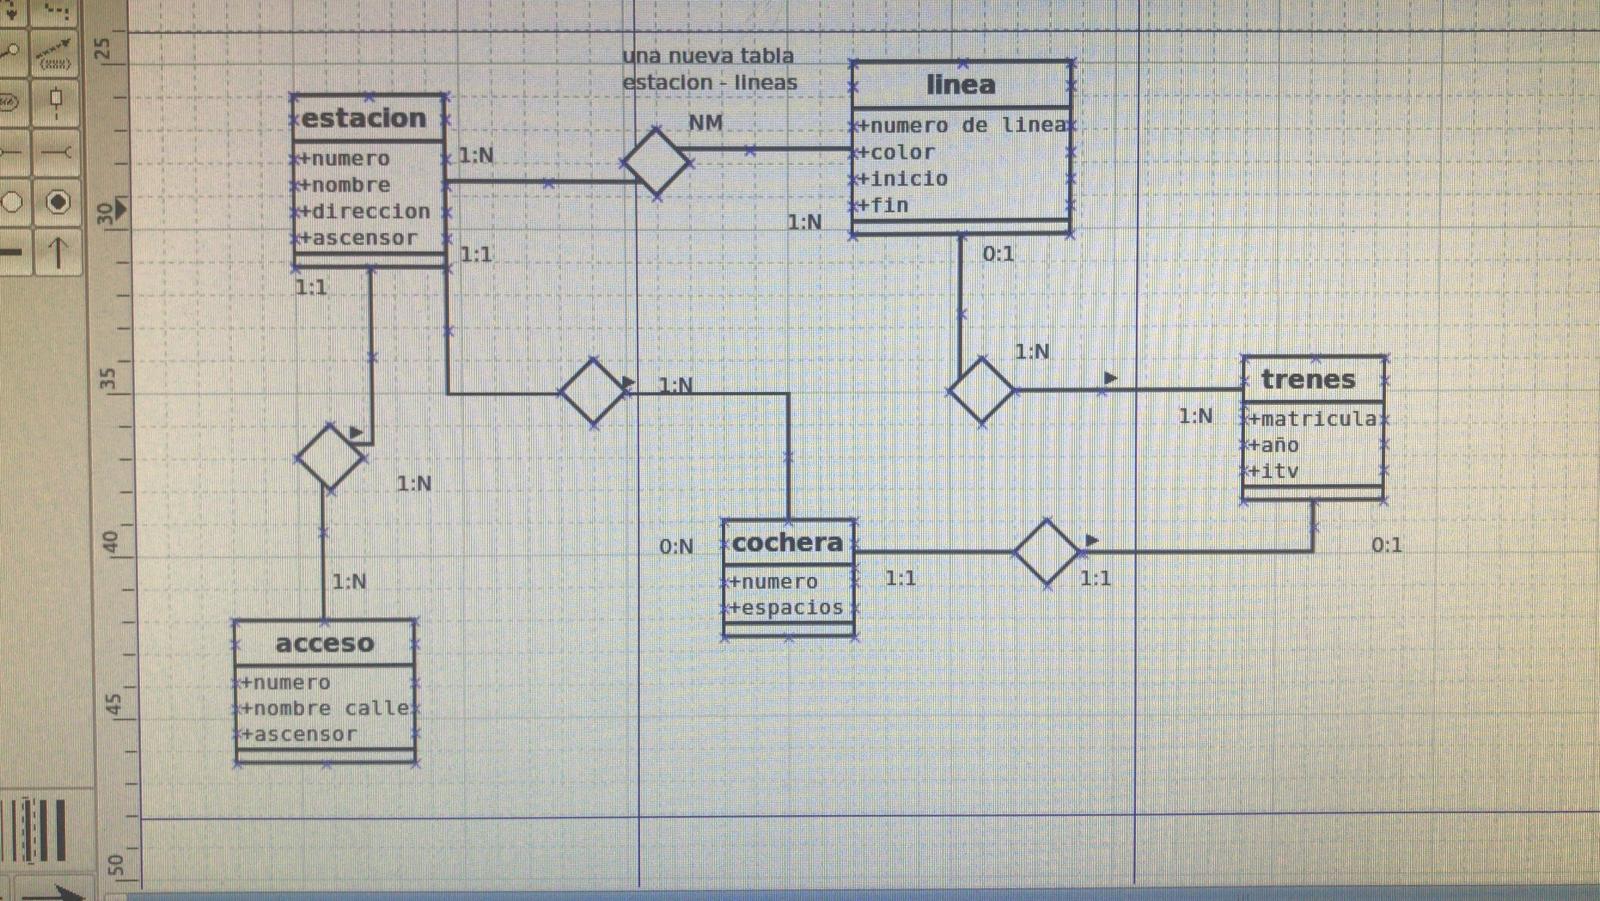 25
30
35
40
45
50
una nueva tabla
estacion - lineas
NM
estacion
+numero
+nombre
+direccion
+ascensor
1:N
1:1
1:1
linea
+numero de linea
+color
+inicio
+fin
1:N
0:1
1:N
1:N
trenes
+matricula
+año
+itv
1:N
0:1
1:N
1:N
acceso
+numero
+nombre calle
+ascensor
0:N
cochera
+numero
+espacios
1:1
1:1